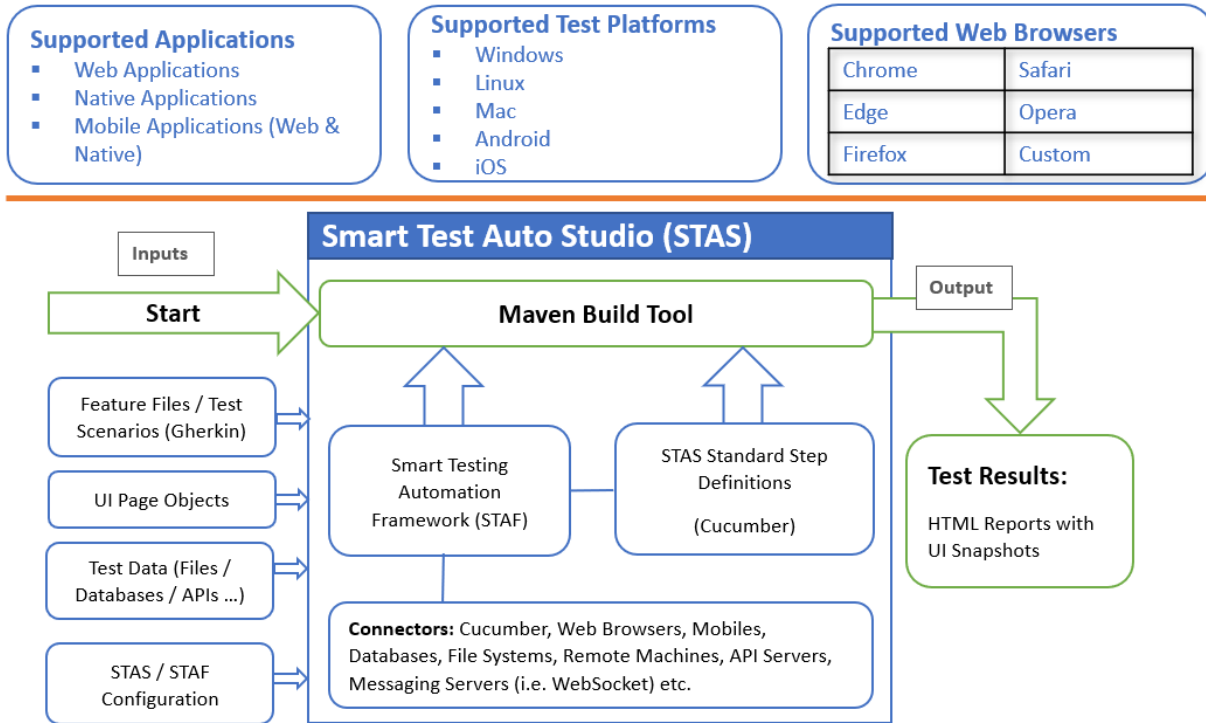 Supported Applications
▪ Web Applications
▪ Native Applications
▪ Mobile Applications (Web &
Native)
Supported Test Platforms
▪ Windows
▪ Linux
▪ Mac
▪ Android
▪ iOS
Supported Web Browsers
Chrome Safari
Edge Opera
Firefox Custom
Smart Test Auto Studio (STAS)
Inputs
Start
Maven Build Tool
Output
Feature Files / Test
Scenarios (Gherkin)
UI Page Objects
Test Data (Files /
Databases / APIs ...)
STAS / STAF
Configuration
Smart Testing
Automation
Framework (STAF)
STAS Standard Step
Definitions
(Cucumber)
Connectors: Cucumber, Web Browsers, Mobiles,
Databases, File Systems, Remote Machines, API Servers,
Messaging Servers (i.e. WebSocket) etc.
Test Results:
HTML Reports with
UI Snapshots